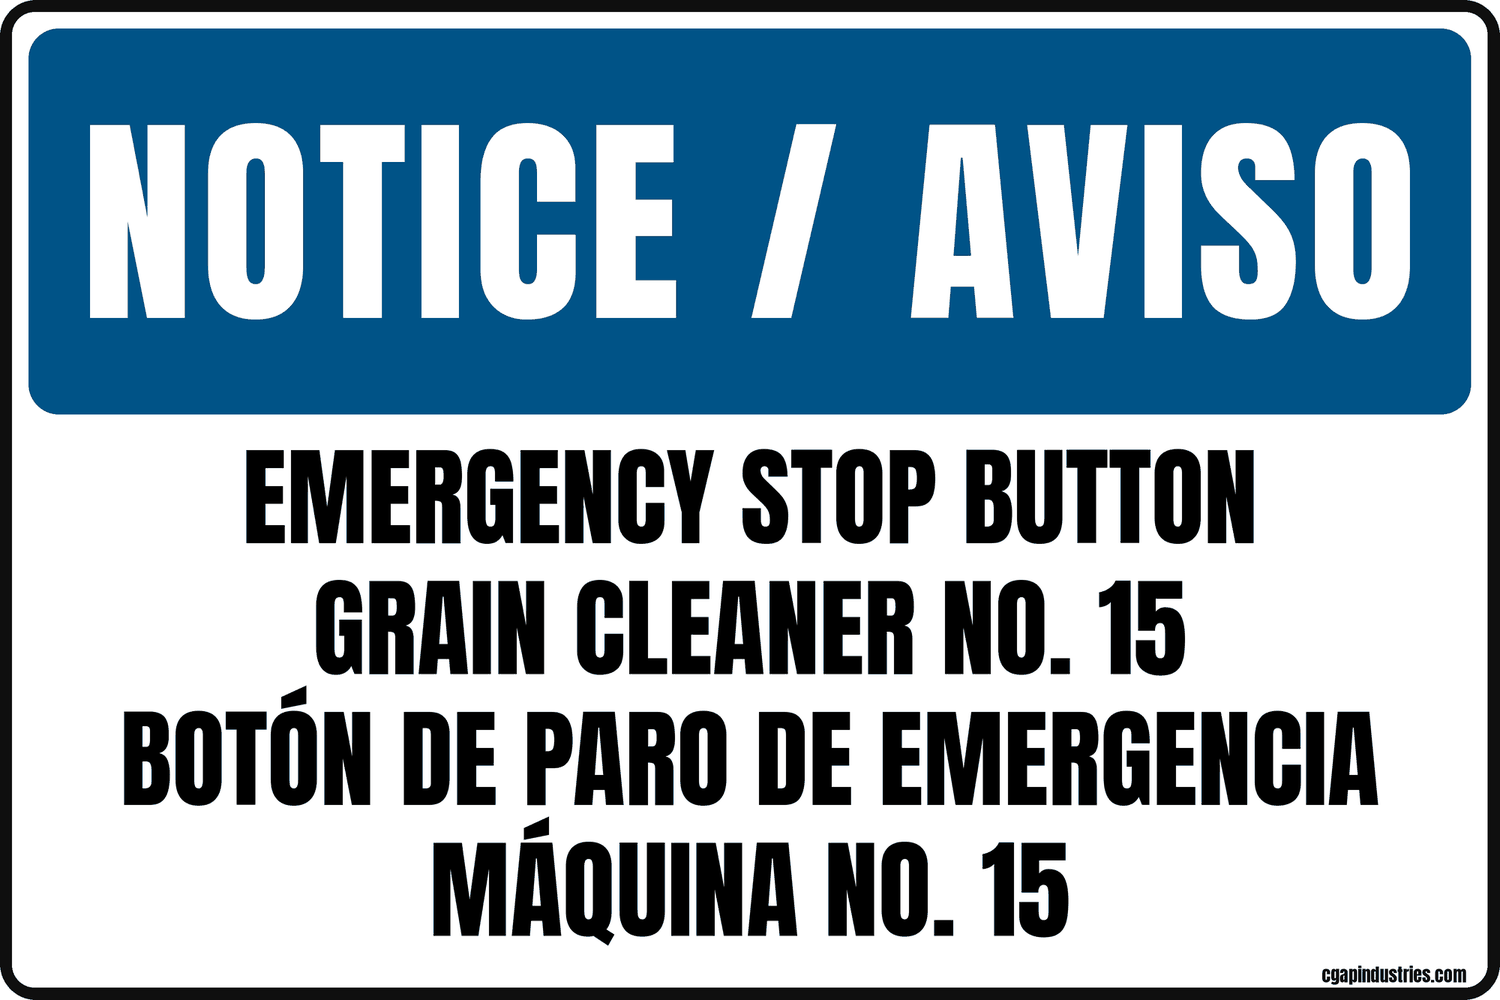 NOTICE / AVISO
EMERGENCY STOP BUTTON
GRAIN CLEANER NO. 15
BOTÓN DE PARO DE EMERGENCIA
MÁQUINA NO. 15
cgapindustries.com